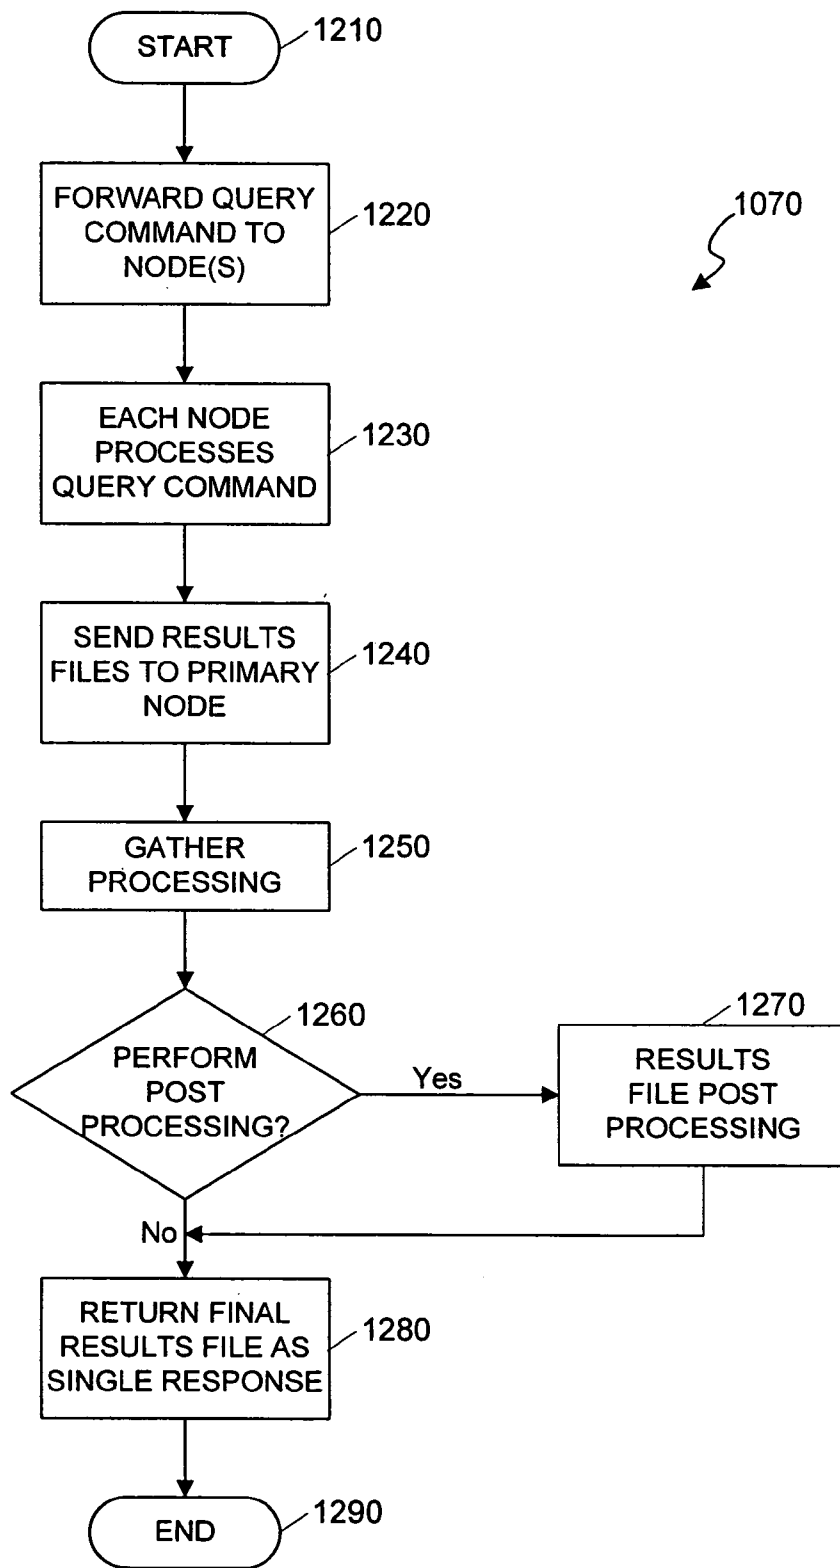 START
1210
FORWARD QUERY
COMMAND TO
NODE(S)
1220
1070
EACH NODE
PROCESSES
QUERY COMMAND
1230
SEND RESULTS
FILES TO PRIMARY
NODE
1240
GATHER
PROCESSING
1250
PERFORM
POST
PROCESSING?
1260
Yes
1270
RESULTS
FILE POST
PROCESSING
No
RETURN FINAL
RESULTS FILE AS
SINGLE RESPONSE
1280
END
1290